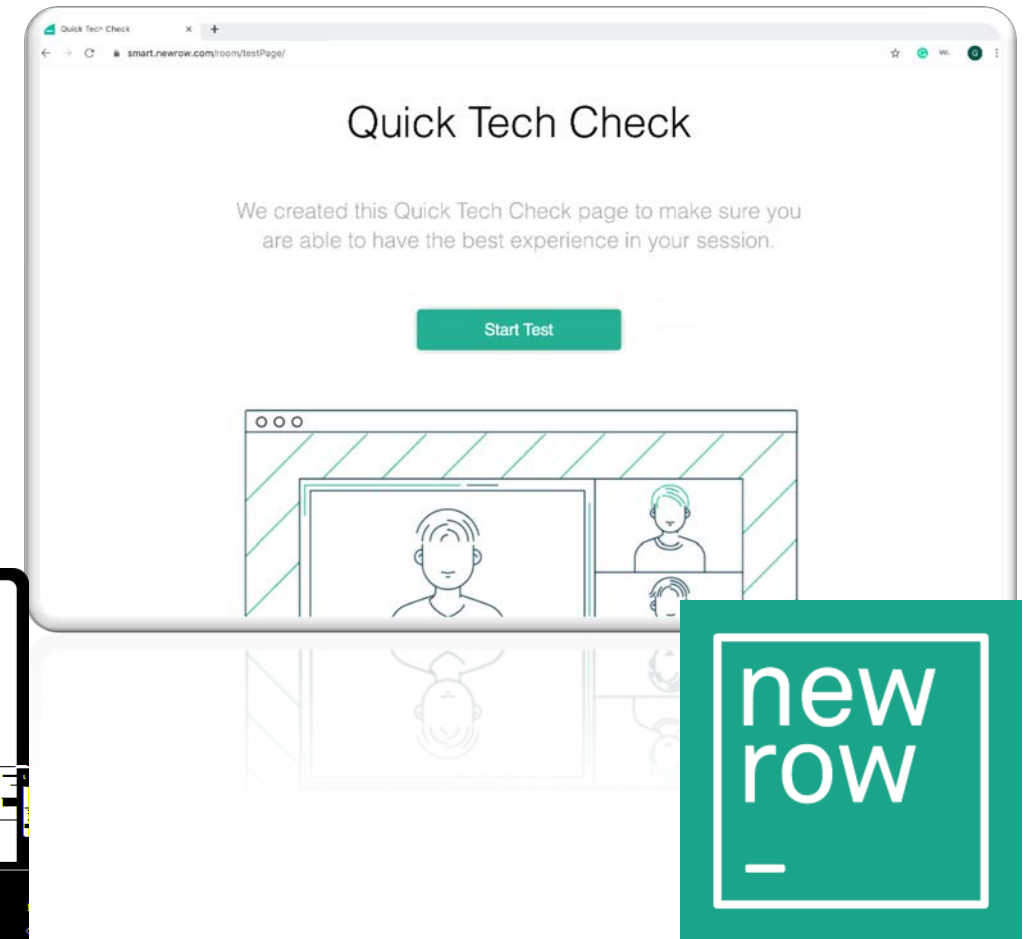 Quick Tech Check
smart.newrow.com/room/testPage/
Quick Tech Check
We created this Quick Tech Check page to make sure you
are able to have the best experience in your session.
Start Test
new
row